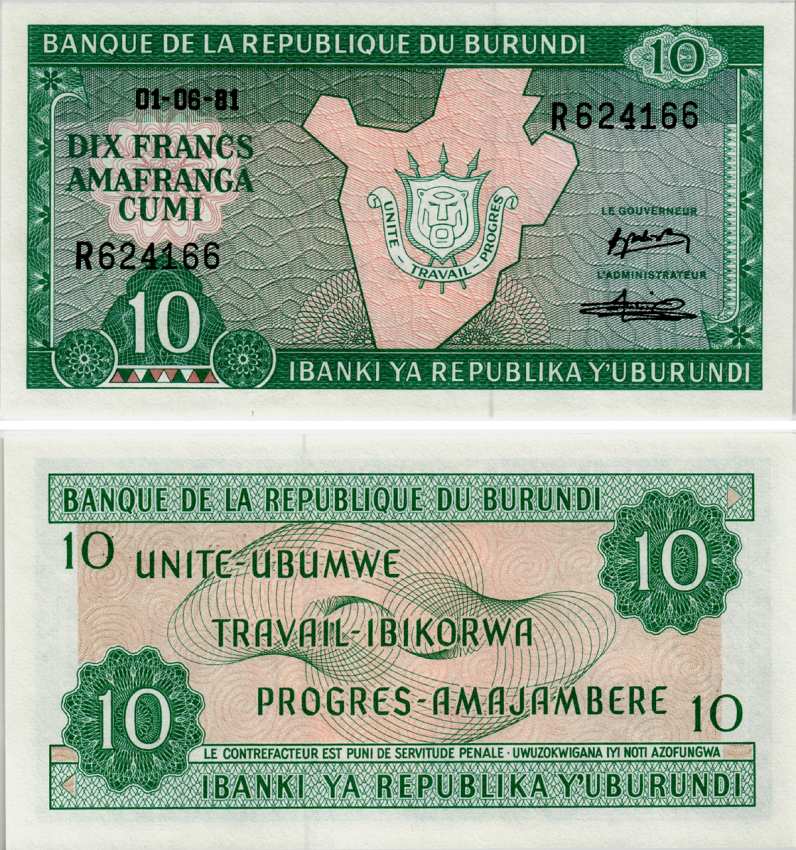 BANQUE DE LA REPUBLIQUE DU BURUNDI 10
01-06-81
R624166
DIX FRANCS
AMAFRANGA
CUMI
R624166
UNITE - TRAVAIL - PROGRES
LE GOUVERNEUR
L'ADMINISTRATEUR
10
IBANKI YA REPUBLIKA Y'UBURUNDI
BANQUE DE LA REPUBLIQUE DU BURUNDI
10 UNITE-UBUMWE 10
TRAVAIL-IBIKORWA
10 PROGRES-AMAJAMBERE 10
LE CONTREFACTEUR EST PUNI DE SERVITUDE PENALE · UWUZOKWIGANA IYI NOTI AZOFUNGWA
IBANKI YA REPUBLIKA Y'UBURUNDI